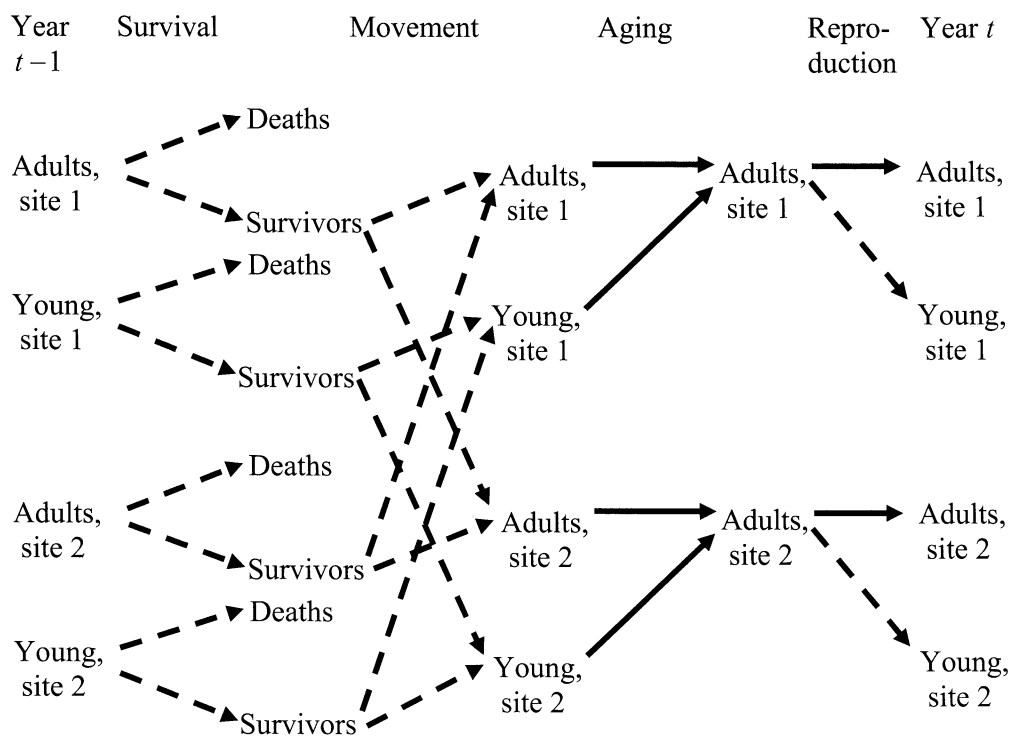 Year
t – 1
Survival
Movement
Aging
Repro-
duction
Year t
Adults,
site 1
Deaths
Survivors
Young,
site 1
Deaths
Survivors
Adults,
site 2
Deaths
Survivors
Young,
site 2
Deaths
Survivors
Adults,
site 1
Young,
site 1
Adults,
site 2
Young,
site 2
Adults,
site 1
Adults,
site 2
Adults,
site 1
Young,
site 1
Adults,
site 2
Young,
site 2